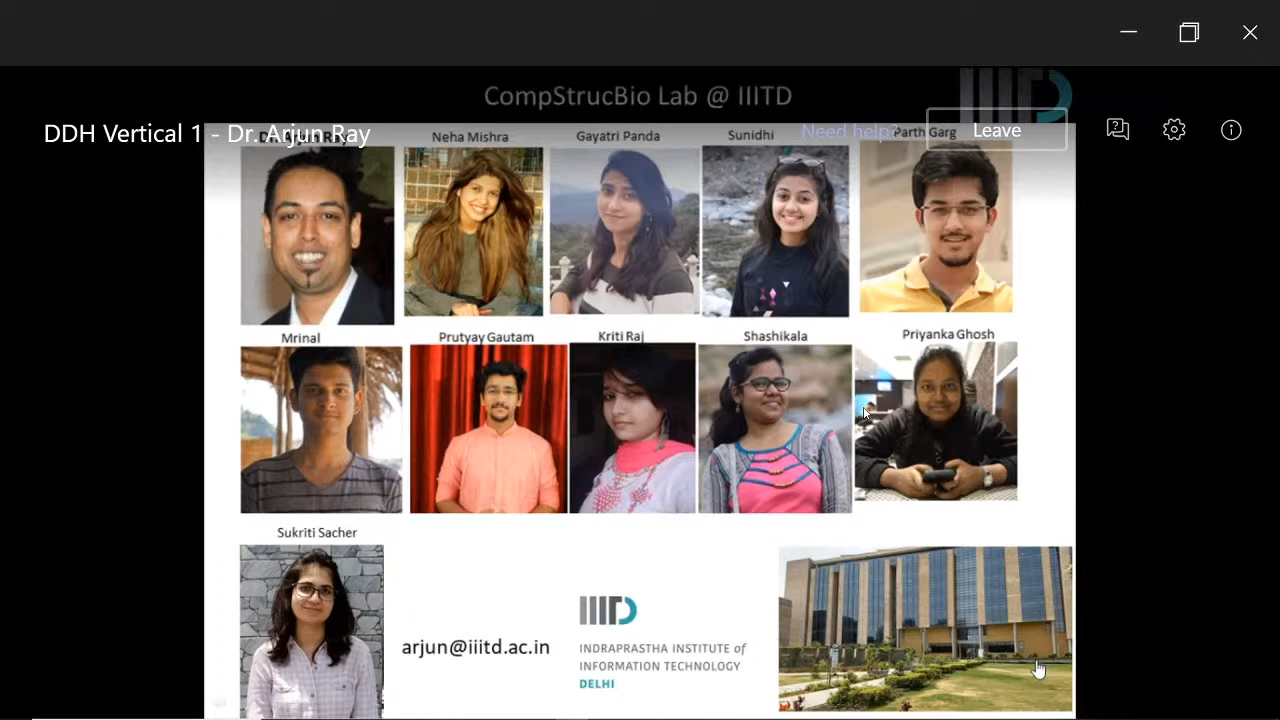 CompStrucBio Lab @ IIITD
IIITD
DDH Vertical 1 - Dr. Arjun Ray
Need help?
Leave
Neha Mishra
Gayatri Panda
Sunidhi
Parth Garg
Mrinal
Prutyay Gautam
Kriti Raj
Shashikala
Priyanka Ghosh
Sukriti Sacher
arjun@iiitd.ac.in
IIITD
INDRAPRASTHA INSTITUTE of
INFORMATION TECHNOLOGY
DELHI